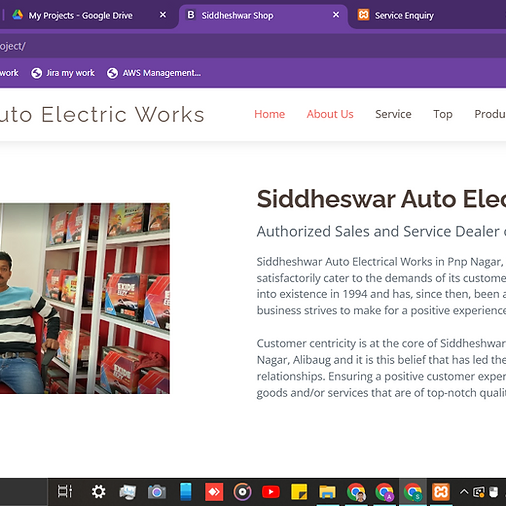 My Projects - Google Drive
Siddheshwar Shop
Service Enquiry
oject/
work
Jira my work
AWS Management...
uto Electric Works
Home
About Us
Service
Top
Produ
Siddheswar Auto Elec
Authorized Sales and Service Dealer
Siddheshwar Auto Electrical Works in Pnp Nagar,
satisfactorily cater to the demands of its custome
into existence in 1994 and has, since then, been a
business strives to make for a positive experience
Customer centricity is at the core of Siddheshwar
Nagar, Alibaug and it is this belief that has led the
relationships. Ensuring a positive customer exper
goods and/or services that are of top-notch qualit
EXIDE
EXIDE